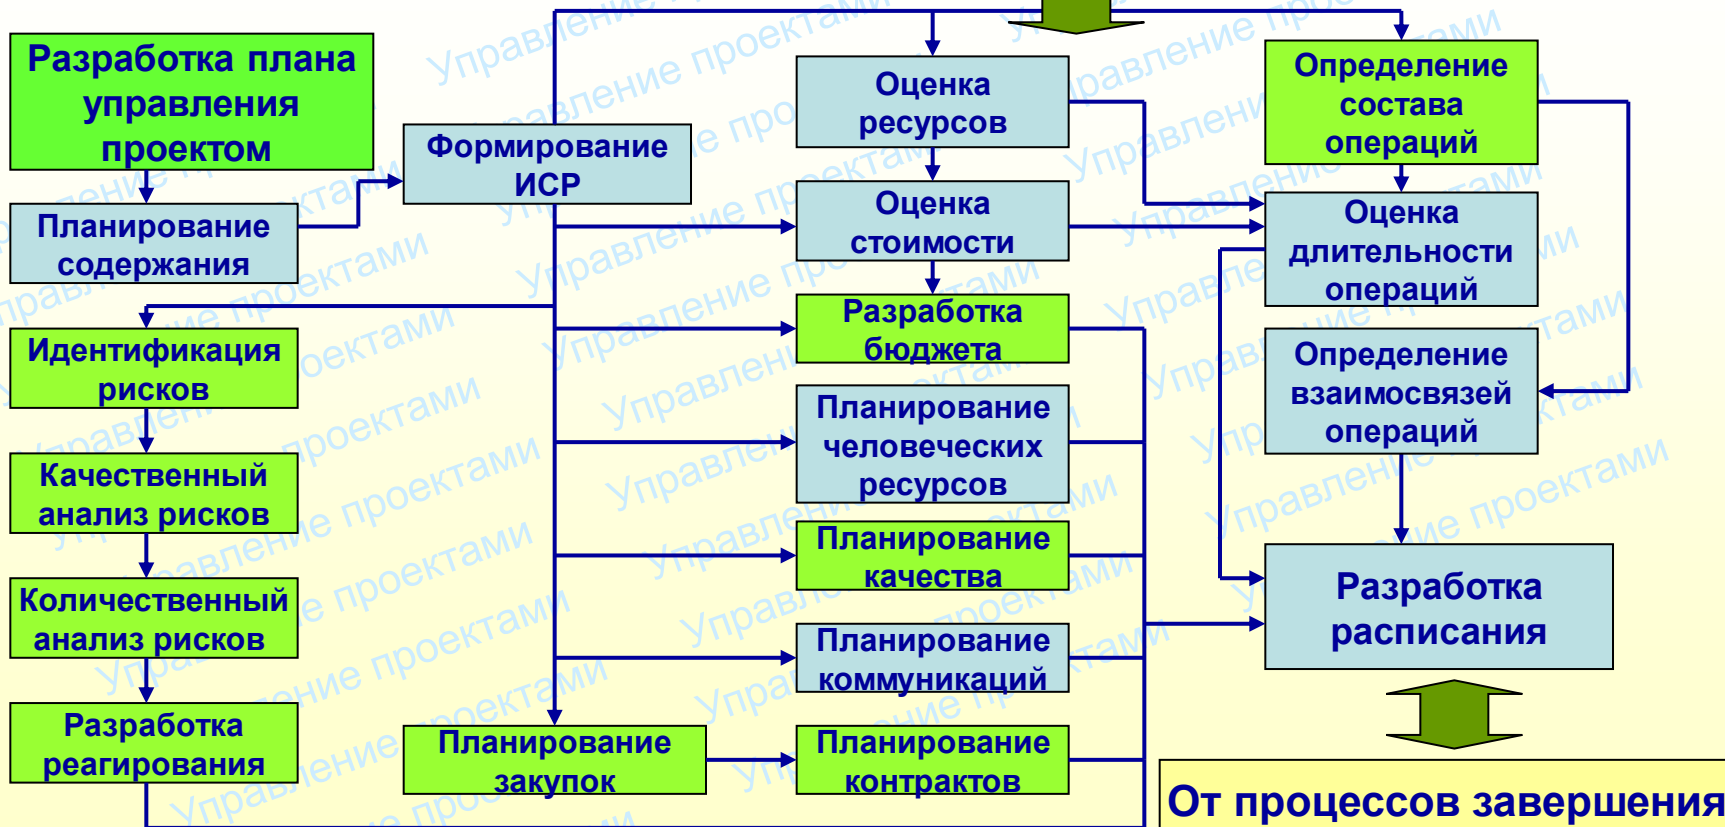 Разработка плана
управления
проектом
Планирование
содержания
Формирование
ИСР
Идентификация
рисков
Качественный
анализ рисков
Количественный
анализ рисков
Разработка
реагирования
Планирование
закупок
Оценка
ресурсов
Оценка
стоимости
Разработка
бюджета
Планирование
человеческих
ресурсов
Планирование
качества
Планирование
коммуникаций
Планирование
контрактов
Определение
состава
операций
Оценка
длительности
операций
Определение
взаимосвязей
операций
Разработка
расписания
От процессов завершения
Управление проектами